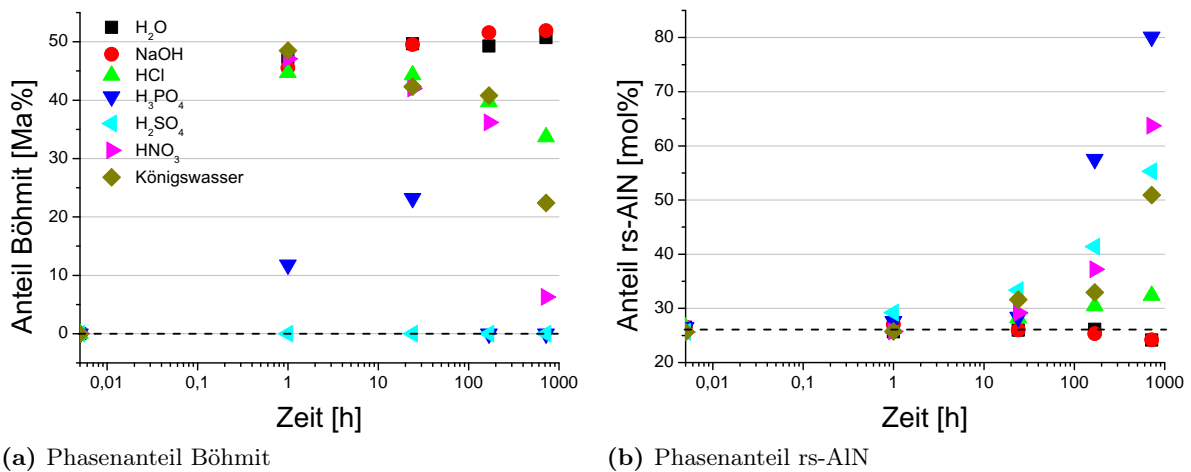 Anteil Böhmit [Ma%]
50
40
30
20
10
0
H₂O
NaOH
HCl
H₃PO₄
H₂SO₄
HNO₃
Königswasser
0,01 0,1 1 10 100 1000
Zeit [h]
(a) Phasenanteil Böhmit
Anteil rs-AlN [mol%]
80
70
60
50
40
30
20
0,01 0,1 1 10 100 1000
Zeit [h]
(b) Phasenanteil rs-AlN